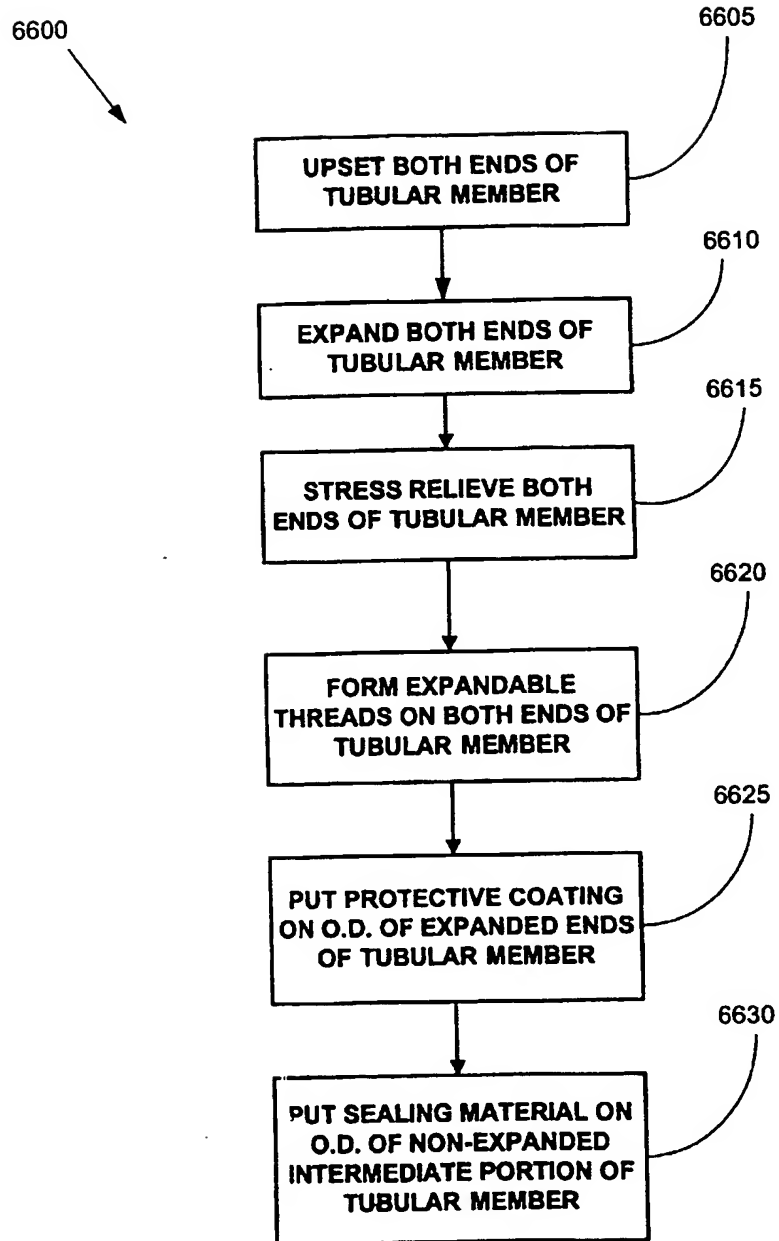 6600
6605
UPSET BOTH ENDS OF
TUBULAR MEMBER
6610
EXPAND BOTH ENDS OF
TUBULAR MEMBER
6615
STRESS RELIEVE BOTH
ENDS OF TUBULAR MEMBER
6620
FORM EXPANDABLE
THREADS ON BOTH ENDS OF
TUBULAR MEMBER
6625
PUT PROTECTIVE COATING
ON O.D. OF EXPANDED ENDS
OF TUBULAR MEMBER
6630
PUT SEALING MATERIAL ON
O.D. OF NON-EXPANDED
INTERMEDIATE PORTION OF
TUBULAR MEMBER